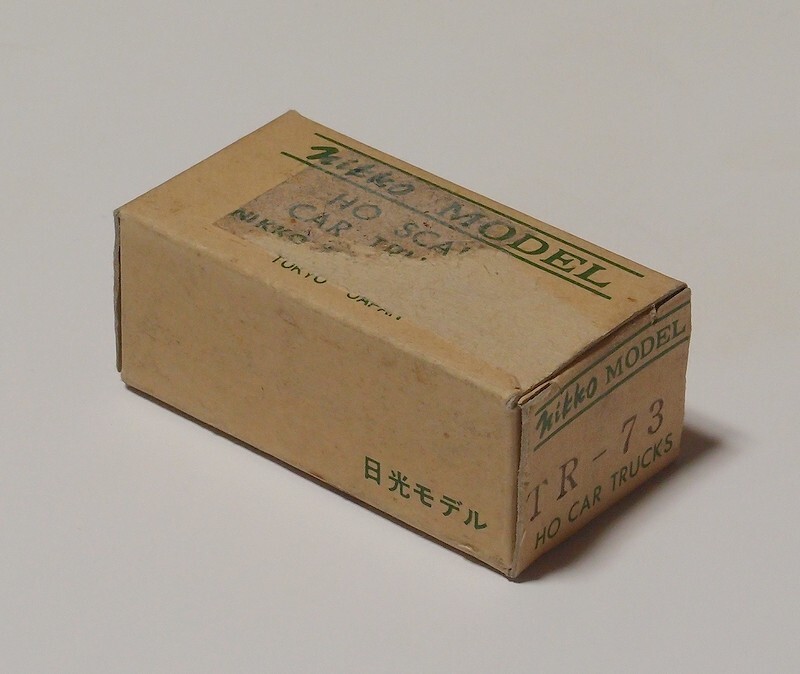 nikko MODEL
HO SCA
CAR
NIKKO
TOKYO JAPAN
日光モデル
nikko MODEL
TR-73
HO CAR TRUCKS